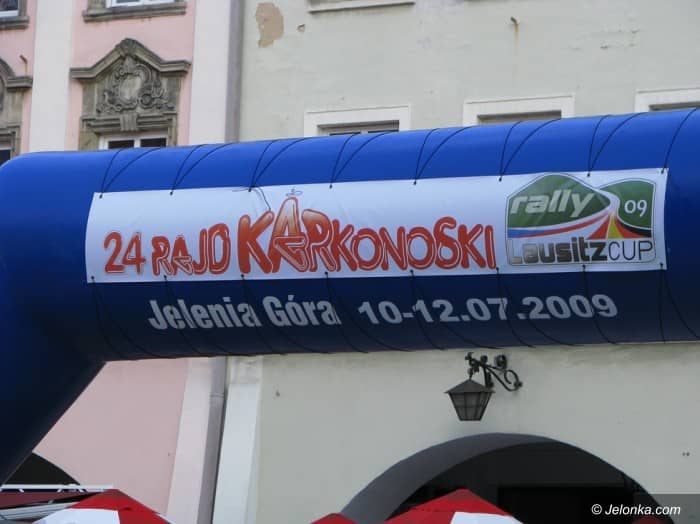 24 RAJD KARKONOSKI
rally 09
Lausitz CUP
Jelenia Góra 10-12.07.2009
© Jelonka.com